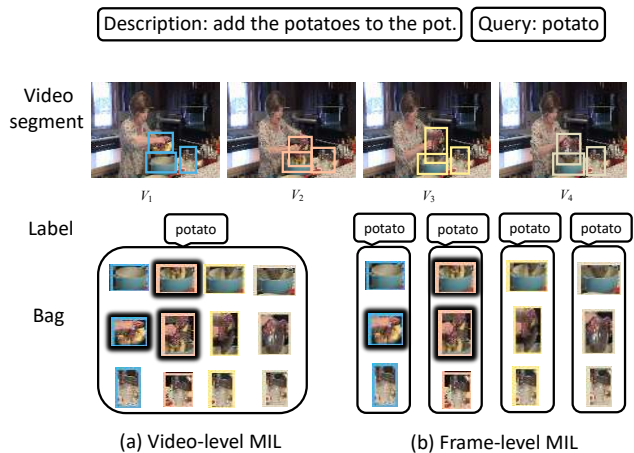 Description: add the potatoes to the pot.
Query: potato
Video
segment
V1
V2
V3
V4
Label
potato
potato
potato
potato
potato
Bag
(a) Video-level MIL
(b) Frame-level MIL